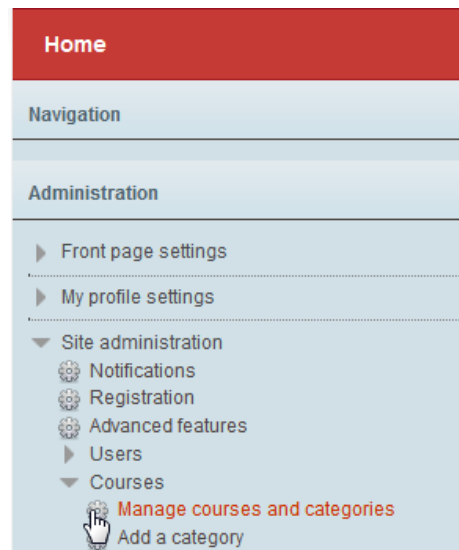 Home
Navigation
Administration
Front page settings
My profile settings
Site administration
Notifications
Registration
Advanced features
Users
Courses
Manage courses and categories
Add a category